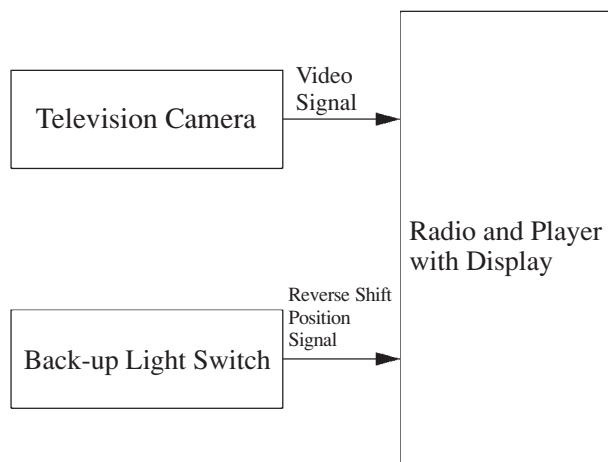 Video
Signal
Television Camera
Radio and Player
with Display
Reverse Shift
Position
Signal
Back-up Light Switch